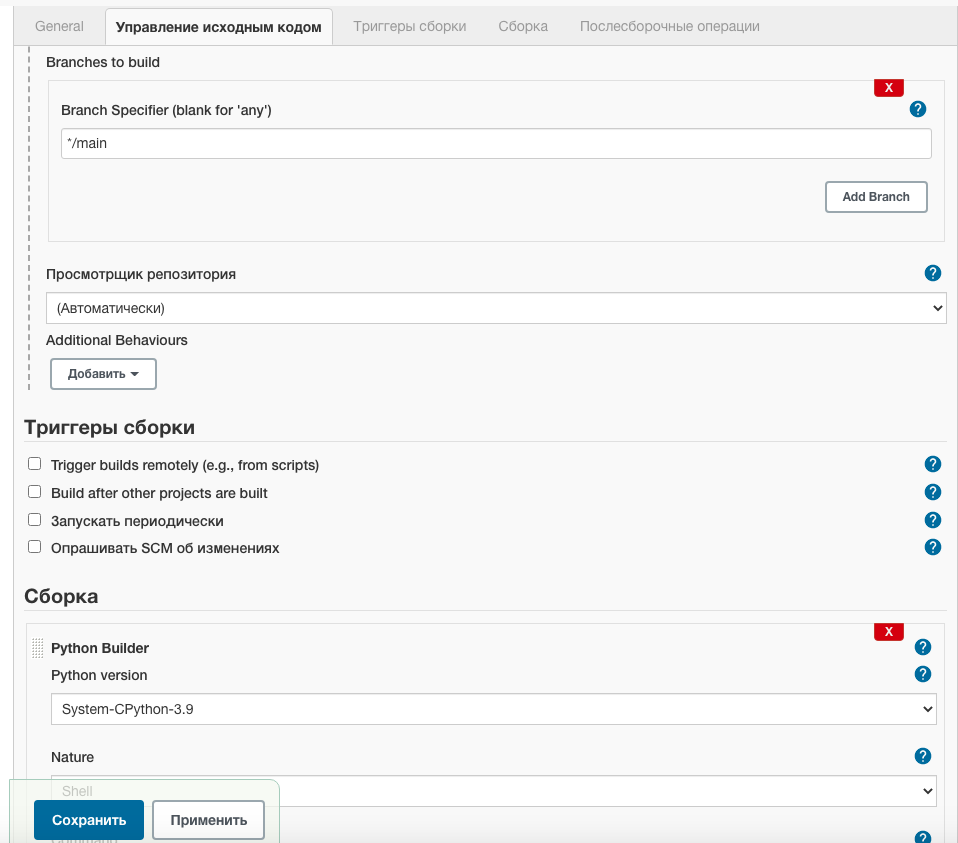 General Управление исходным кодом Триггеры сборки Сборка Послесборочные операции
Branches to build
X
Branch Specifier (blank for 'any')
?
*/main
Add Branch
Просмотрщик репозитория
?
(Автоматически)
Additional Behaviours
Добавить
Триггеры сборки
Trigger builds remotely (e.g., from scripts)
?
Build after other projects are built
?
Запускать периодически
?
Опрашивать SCM об изменениях
?
Сборка
X
Python Builder
?
Python version
?
System-CPython-3.9
Nature
?
Shell
Сохранить Применить
Command
?